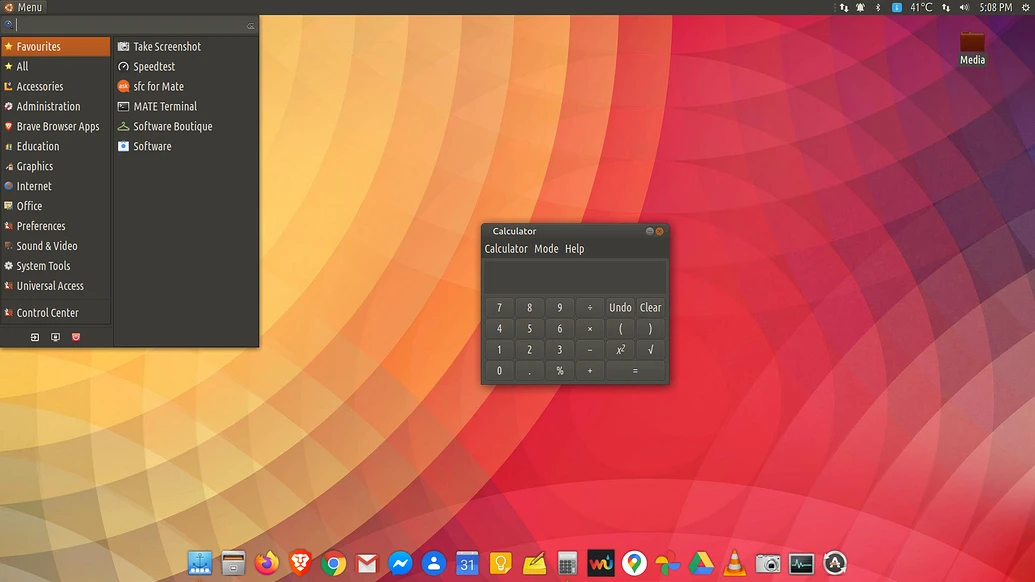 Menu
41°C
5:08 PM
Favourites
All
Accessories
Administration
Brave Browser Apps
Education
Graphics
Internet
Office
Preferences
Sound & Video
System Tools
Universal Access
Control Center
Take Screenshot
Speedtest
ask
sfc for Mate
MATE Terminal
Software Boutique
Software
Media
Calculator
Calculator Mode Help
7 8 9 ÷ Undo Clear
4 5 6 × ( )
1 2 3 − x² √
0 . % + =
31